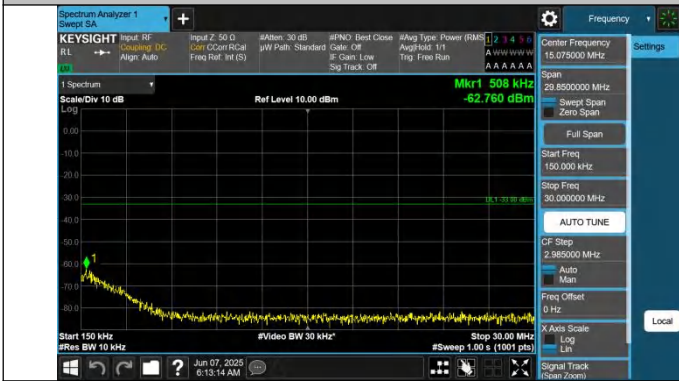 Spectrum Analyzer 1
Swept SA
+
Frequency
KEYSIGHT Input: RF Input Z: 50 Ω #Atten: 30 dB #PNO: Best Close #Avg Type: Power (RMS) 1 2 3 4 5 6
RL Coupling: DC Corr CCorr RCal µW Path: Standard Gate: Off Avg|Hold: 1/1 A W W W W W
Align: Auto Freq Ref: Int (S) IF Gain: Low Trig: Free Run
Sig Track: Off A A A A A A
1 Spectrum
Mkr1 508 kHz
Scale/Div 10 dB Ref Level 10.00 dBm -62.760 dBm
Log
0.00
-10.0
-20.0
-30.0
DL1 -33.00 dBm
-40.0
-50.0
-60.0
1
-70.0
-80.0
Start 150 kHz #Video BW 30 kHz* Stop 30.00 MHz
#Res BW 10 kHz #Sweep 1.00 s (1001 pts)
? Jun 07, 2025
6:13:14 AM
Center Frequency
15.075000 MHz
Span
29.8500000 MHz
Swept Span
Zero Span
Full Span
Start Freq
150.000 kHz
Stop Freq
30.000000 MHz
AUTO TUNE
CF Step
2.985000 MHz
Auto
Man
Freq Offset
0 Hz
X Axis Scale
Log
Lin
Signal Track
(Span Zoom)
Settings
Local